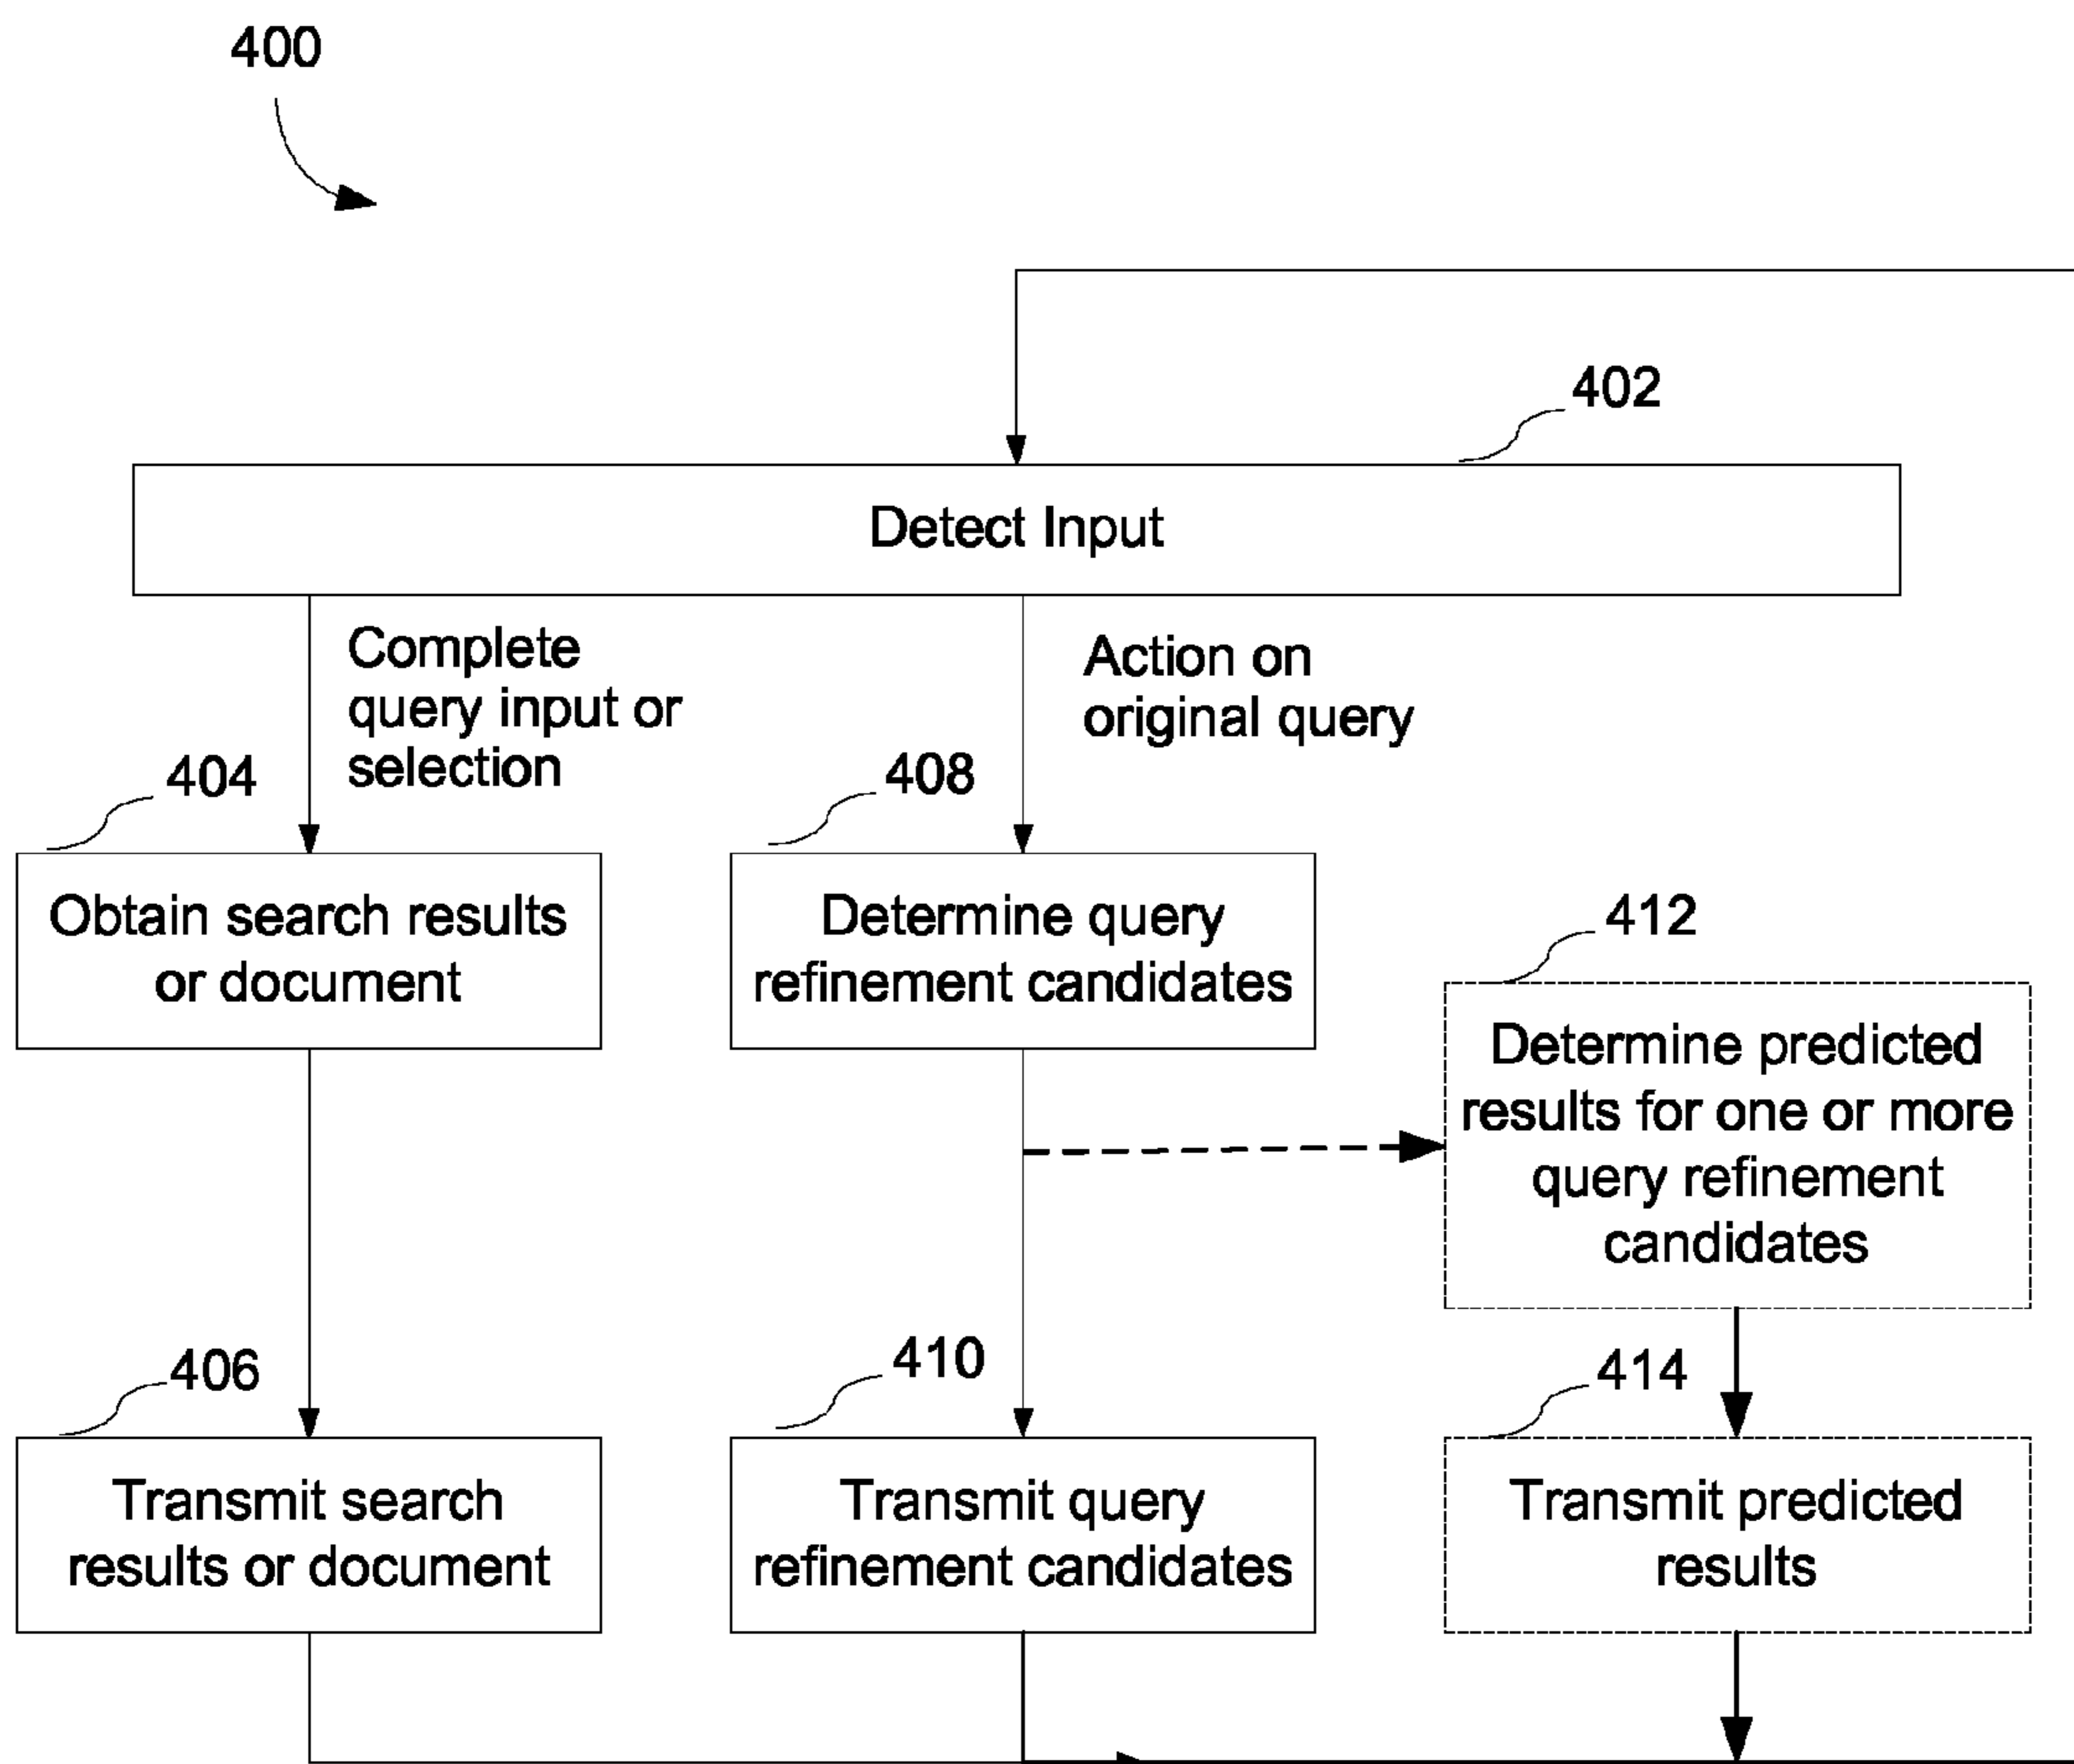 400
402
Detect Input
Complete
query input or
selection
Action on
original query
404
408
Obtain search results
or document
Determine query
refinement candidates
412
Determine predicted
results for one or more
query refinement
candidates
406
410
414
Transmit search
results or document
Transmit query
refinement candidates
Transmit predicted
results